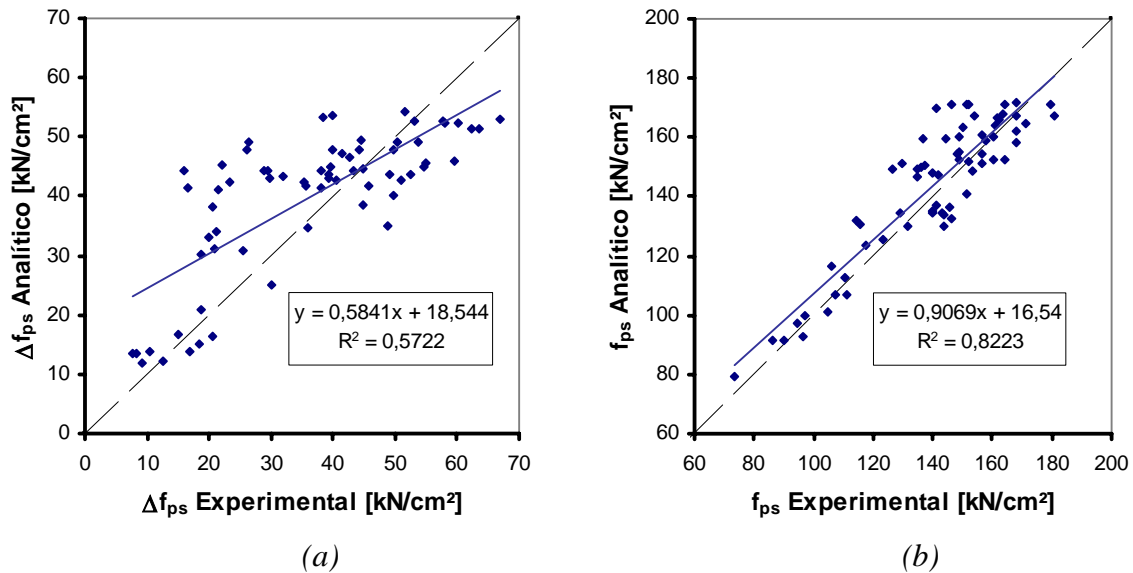 Δfps Analítico [kN/cm²]
70
60
50
40
30
20
10
0
y = 0,5841x + 18,544
R² = 0,5722
0 10 20 30 40 50 60 70
Δfps Experimental [kN/cm²]
(a)
fps Analítico [kN/cm²]
200
180
160
140
120
100
80
60
y = 0,9069x + 16,54
R² = 0,8223
60 80 100 120 140 160 180 200
fps Experimental [kN/cm²]
(b)